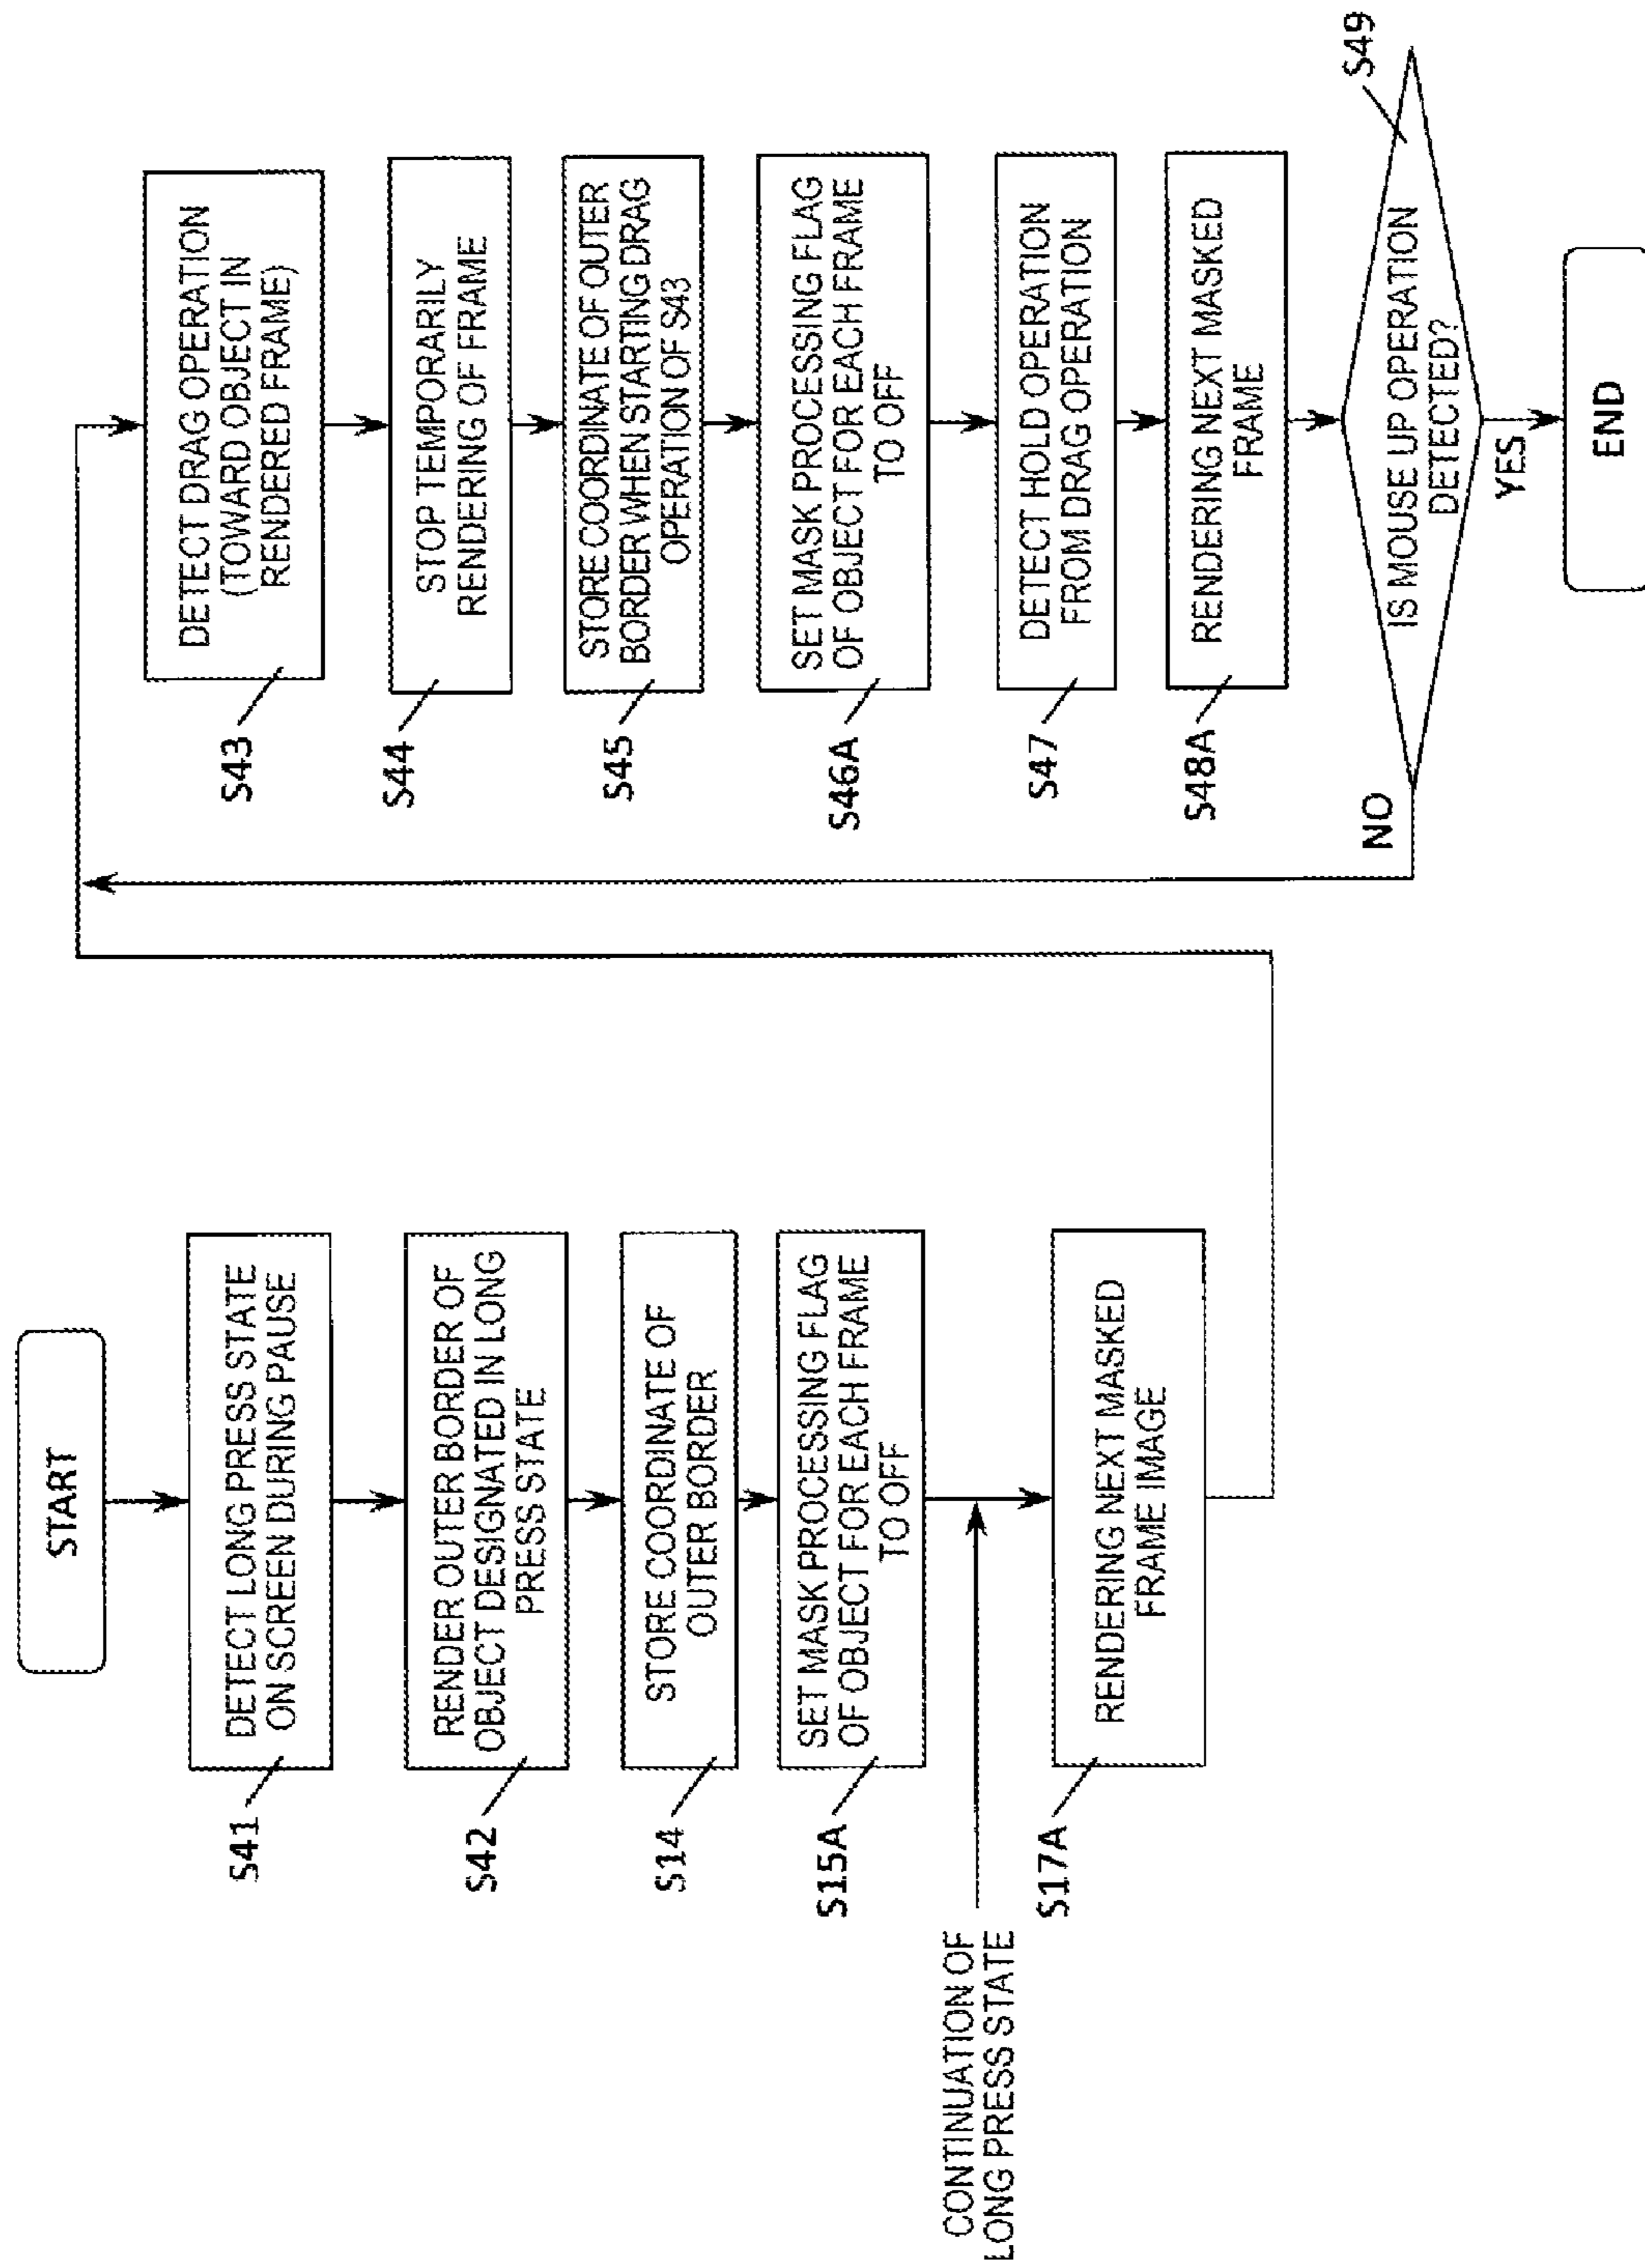 START
DETECT LONG PRESS STATE
ON SCREEN DURING PAUSE
S41
RENDER OUTER BORDER OF
OBJECT DESIGNATED IN LONG
PRESS STATE
S42
STORE COORDINATE OF
OUTER BORDER
S14
SET MASK PROCESSING FLAG
OF OBJECT FOR EACH FRAME
TO OFF
S15A
CONTINUATION OF
LONG PRESS STATE
RENDERING NEXT MASKED
FRAME IMAGE
S17A
DETECT DRAG OPERATION
(TOWARD OBJECT IN
RENDERED FRAME)
S43
STOP TEMPORARILY
RENDERING OF FRAME
S44
STORE COORDINATE OF OUTER
BORDER WHEN STARTING DRAG
OPERATION OF S43
S45
SET MASK PROCESSING FLAG
OF OBJECT FOR EACH FRAME
TO OFF
S46A
DETECT HOLD OPERATION
FROM DRAG OPERATION
S47
RENDERING NEXT MASKED
FRAME
S48A
IS MOUSE UP OPERATION
DETECTED?
S49
NO
YES
END